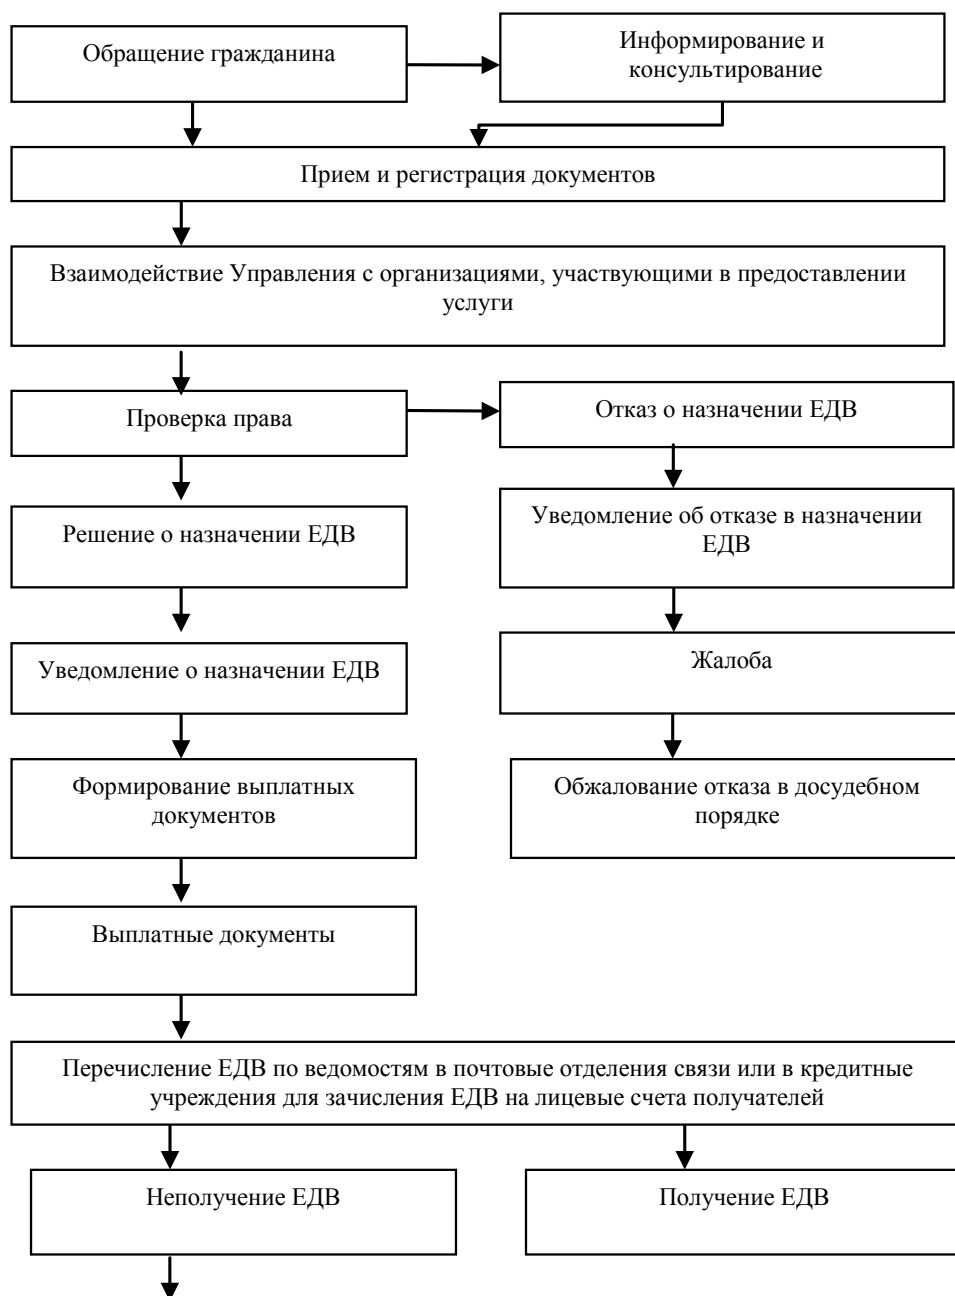 Обращение гражданина
Информирование и
консультирование
Прием и регистрация документов
Взаимодействие Управления с организациями, участвующими в предоставлении
услуги
Проверка права
Отказ о назначении ЕДВ
Решение о назначении ЕДВ
Уведомление об отказе в назначении
ЕДВ
Уведомление о назначении ЕДВ
Жалоба
Формирование выплатных
документов
Обжалование отказа в досудебном
порядке
Выплатные документы
Перечисление ЕДВ по ведомостям в почтовые отделения связи или в кредитные
учреждения для зачисления ЕДВ на лицевые счета получателей
Неполучение ЕДВ
Получение ЕДВ